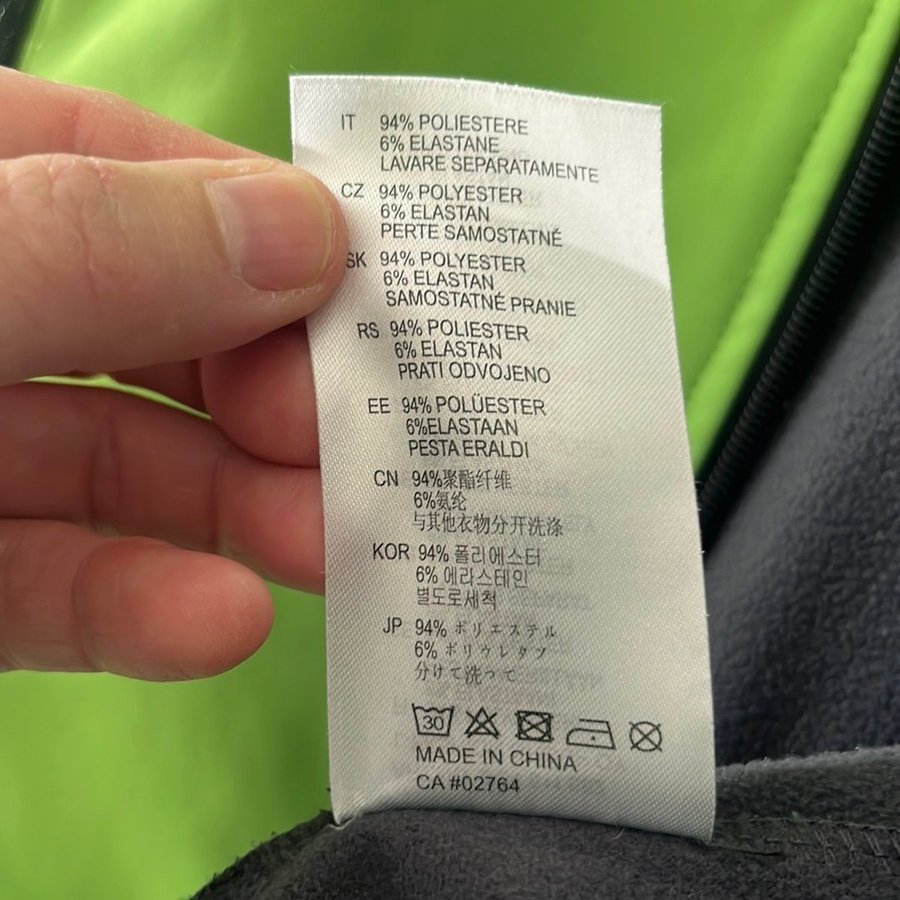 IT 94% POLIESTERE
6% ELASTANE
LAVARE SEPARATAMENTE
CZ 94% POLYESTER
6% ELASTAN
PERTE SAMOSTATNÉ
SK 94% POLYESTER
6% ELASTAN
SAMOSTATNÉ PRANIE
RS 94% POLIESTER
6% ELASTAN
PRATI ODVOJENO
EE 94% POLÜESTER
6%ELASTAAN
PESTA ERALDI
CN 94%聚酯纤维
6%氨纶
与其他衣物分开洗涤
KOR 94% 폴리에스터
6% 에라스테인
별도로세척
JP 94% ポリエステル
6% ポリウレタソ
分けて洗って
30
MADE IN CHINA
CA #02764